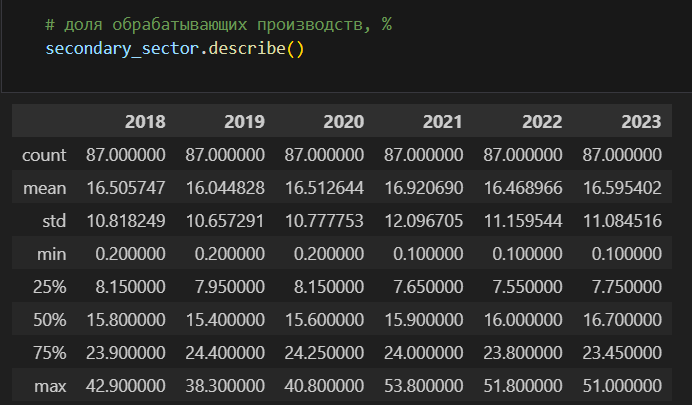 # доля обрабатывающих производств, %
secondary_sector.describe()
2018 2019 2020 2021 2022 2023
count 87.000000 87.000000 87.000000 87.000000 87.000000 87.000000
mean 16.505747 16.044828 16.512644 16.920690 16.468966 16.595402
std 10.818249 10.657291 10.777753 12.096705 11.159544 11.084516
min 0.200000 0.200000 0.200000 0.100000 0.100000 0.100000
25% 8.150000 7.950000 8.150000 7.650000 7.550000 7.750000
50% 15.800000 15.400000 15.600000 15.900000 16.000000 16.700000
75% 23.900000 24.400000 24.250000 24.000000 23.800000 23.450000
max 42.900000 38.300000 40.800000 53.800000 51.800000 51.000000